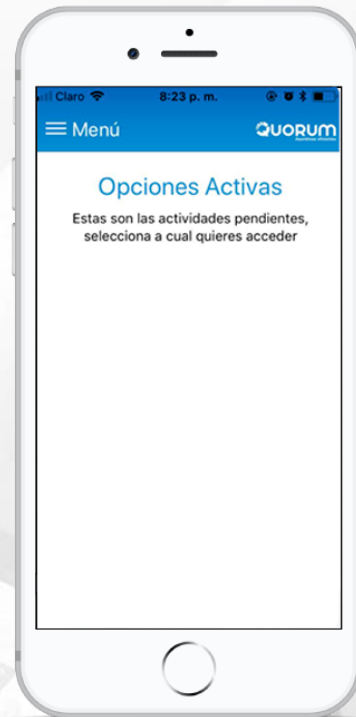 Claro 8:23 p. m.
Menú QUORUM
Opciones Activas
Estas son las actividades pendientes,
selecciona a cual quieres acceder